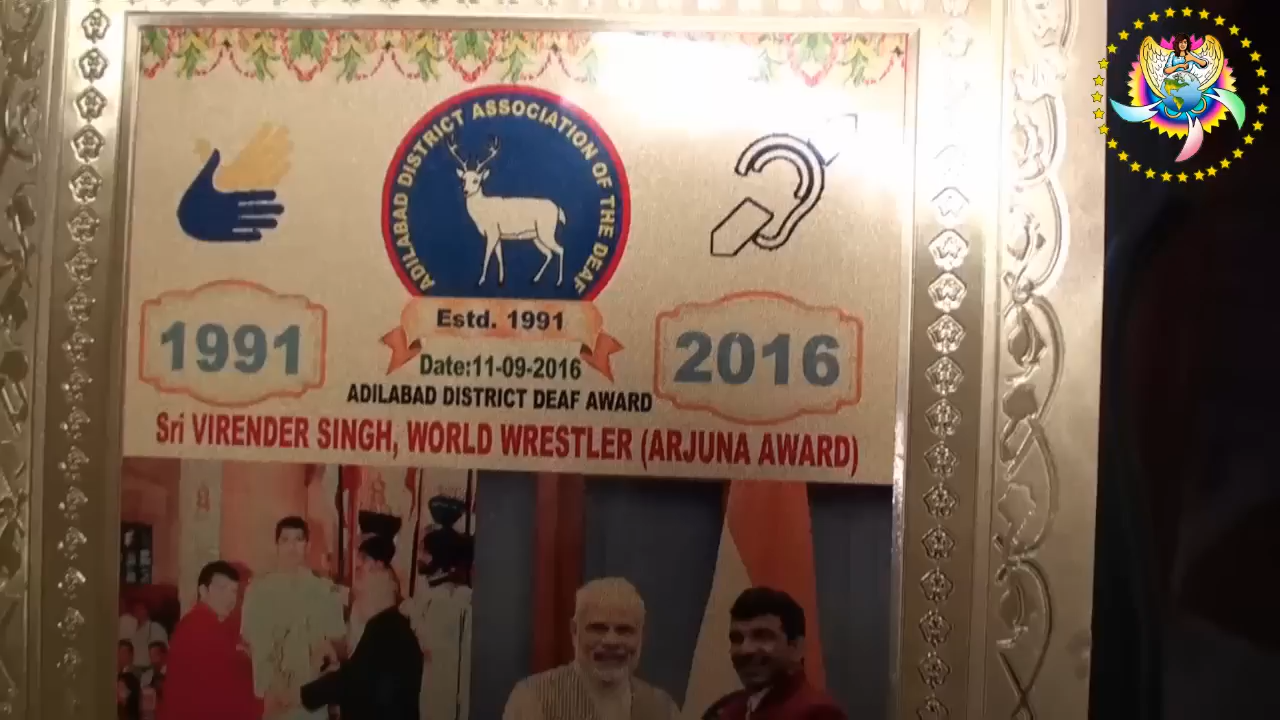 ADILABAD DISTRICT ASSOCIATION OF THE DEAF
Estd. 1991
1991
2016
Date:11-09-2016
ADILABAD DISTRICT DEAF AWARD
Sri VIRENDER SINGH, WORLD WRESTLER (ARJUNA AWARD)